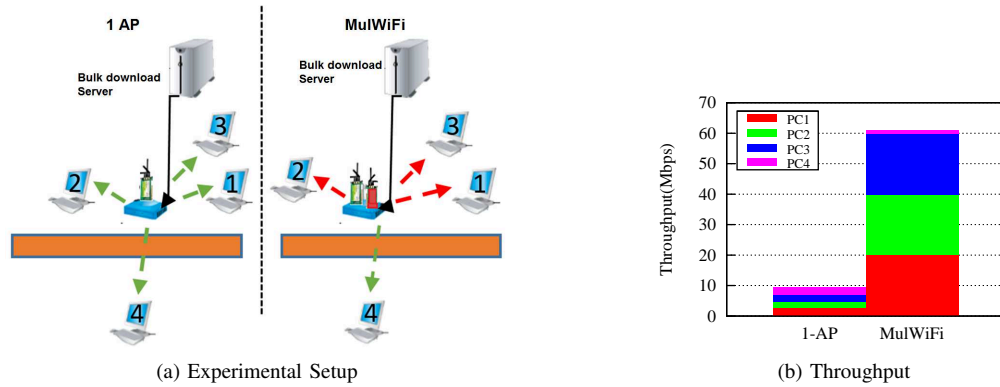 1 AP
MulWiFi
Bulk download
Server
Bulk download
Server
3
2
1
4
3
2
1
4
(a) Experimental Setup
Throughput(Mbps)
70
60
50
40
30
20
10
0
PC1
PC2
PC3
PC4
1-AP
MulWiFi
(b) Throughput